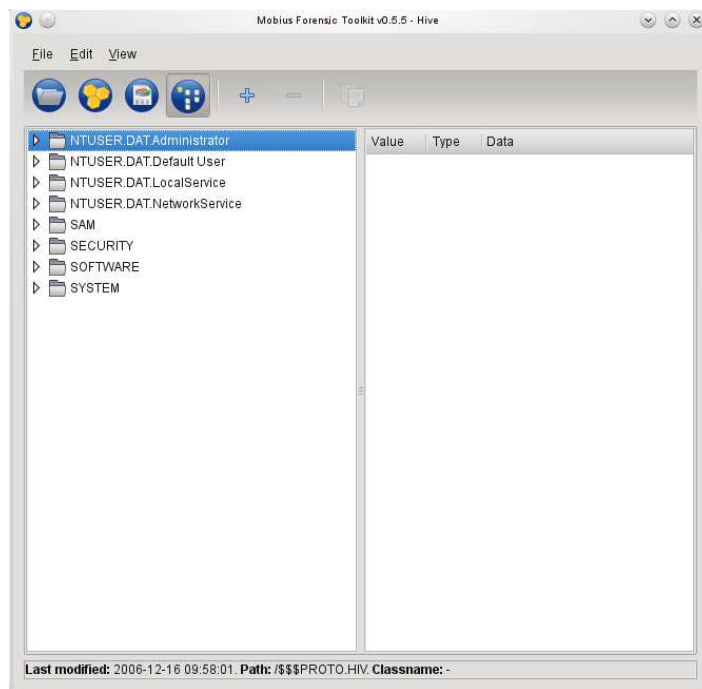 Mobius Forensic Toolkit v0.5.5 - Hive
File Edit View
NTUSER.DAT.Administrator
NTUSER.DAT.Default User
NTUSER.DAT.LocalService
NTUSER.DAT.NetworkService
SAM
SECURITY
SOFTWARE
SYSTEM
Value Type Data
Last modified: 2006-12-16 09:58:01. Path: /$$$PROTO.HIV. Classname: -